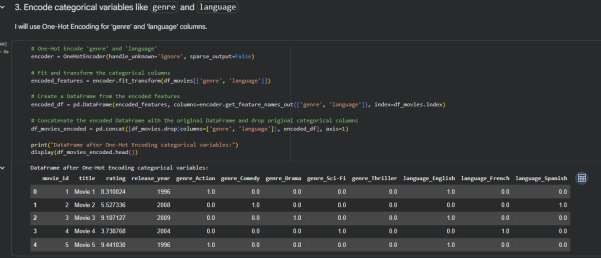 3. Encode categorical variables like genre and language
I will use One-Hot Encoding for 'genre' and 'language' columns.
# One-Hot Encode 'genre' and 'language'
encoder = OneHotEncoder(handle_unknown='ignore', sparse_output=False)
# Fit and transform the categorical columns
encoded_features = encoder.fit_transform(df_movies[['genre', 'language']])
# Create a DataFrame from the encoded features
encoded_df = pd.DataFrame(encoded_features, columns=encoder.get_feature_names_out(['genre', 'language']), index=df_movies.index)
# Concatenate the encoded DataFrame with the original DataFrame and drop original categorical columns
df_movies_encoded = pd.concat([df_movies.drop(columns=['genre', 'language']), encoded_df], axis=1)
print("DataFrame after One-Hot Encoding categorical variables:")
display(df_movies_encoded.head())
DataFrame after One-Hot Encoding categorical variables:
movie_id title rating release_year genre_Action genre_Comedy genre_Drama genre_Sci-Fi genre_Thriller language_English language_French language_Spanish
0 1 Movie 1 8.310024 1996 1.0 0.0 0.0 0.0 0.0 1.0 0.0 0.0
1 2 Movie 2 5.527336 2008 0.0 1.0 0.0 0.0 0.0 0.0 0.0 1.0
2 3 Movie 3 9.107127 2009 0.0 0.0 1.0 0.0 0.0 1.0 0.0 0.0
3 4 Movie 4 3.738768 2004 0.0 0.0 0.0 1.0 0.0 0.0 1.0 0.0
4 5 Movie 5 9.441030 1996 1.0 0.0 0.0 0.0 0.0 1.0 0.0 0.0